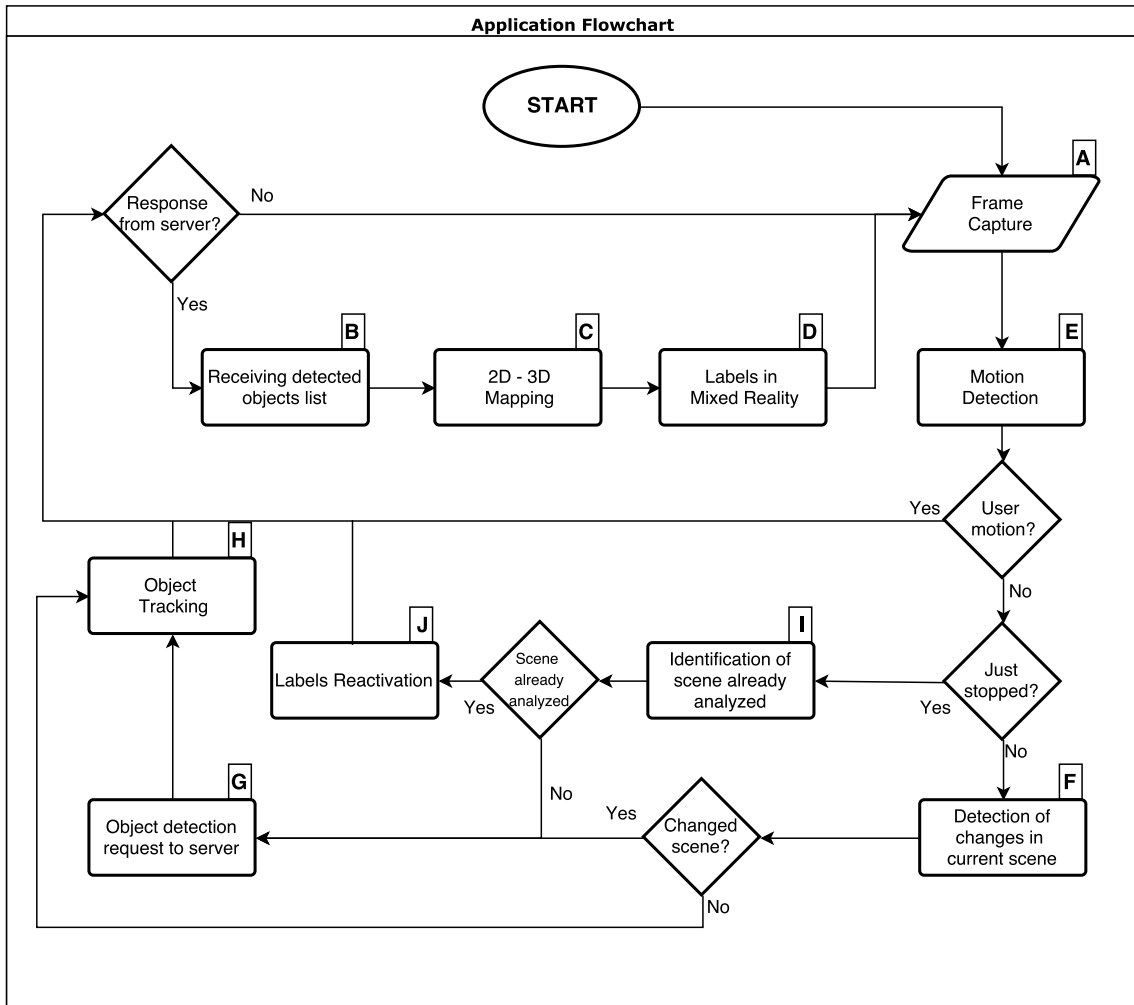 Application Flowchart
START
A
Frame
Capture
Response
from server?
No
Yes
B
Receiving detected
objects list
C
2D - 3D
Mapping
D
Labels in
Mixed Reality
E
Motion
Detection
User
motion?
Yes
No
H
Object
Tracking
J
Labels Reactivation
Scene
already
analyzed
Yes
No
I
Identification of
scene already
analyzed
Just
stopped?
Yes
No
G
Object detection
request to server
Changed
scene?
Yes
No
F
Detection of
changes in
current scene